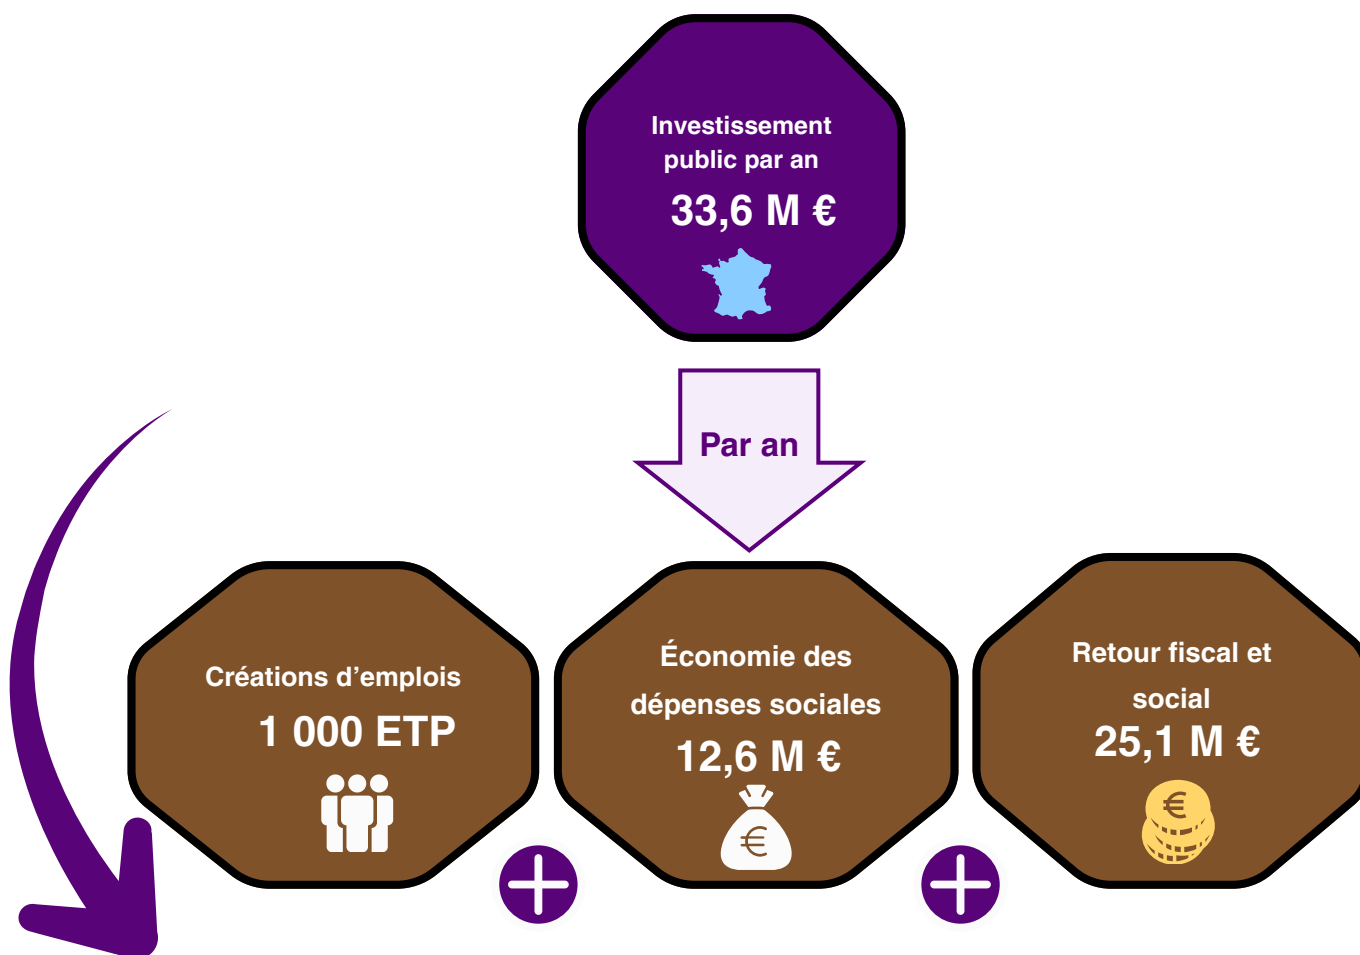 Investissement
public par an
33,6 M €
Par an
Créations d’emplois
1 000 ETP
Économie des
dépenses sociales
12,6 M €
€
Retour fiscal et
social
25,1 M €
€